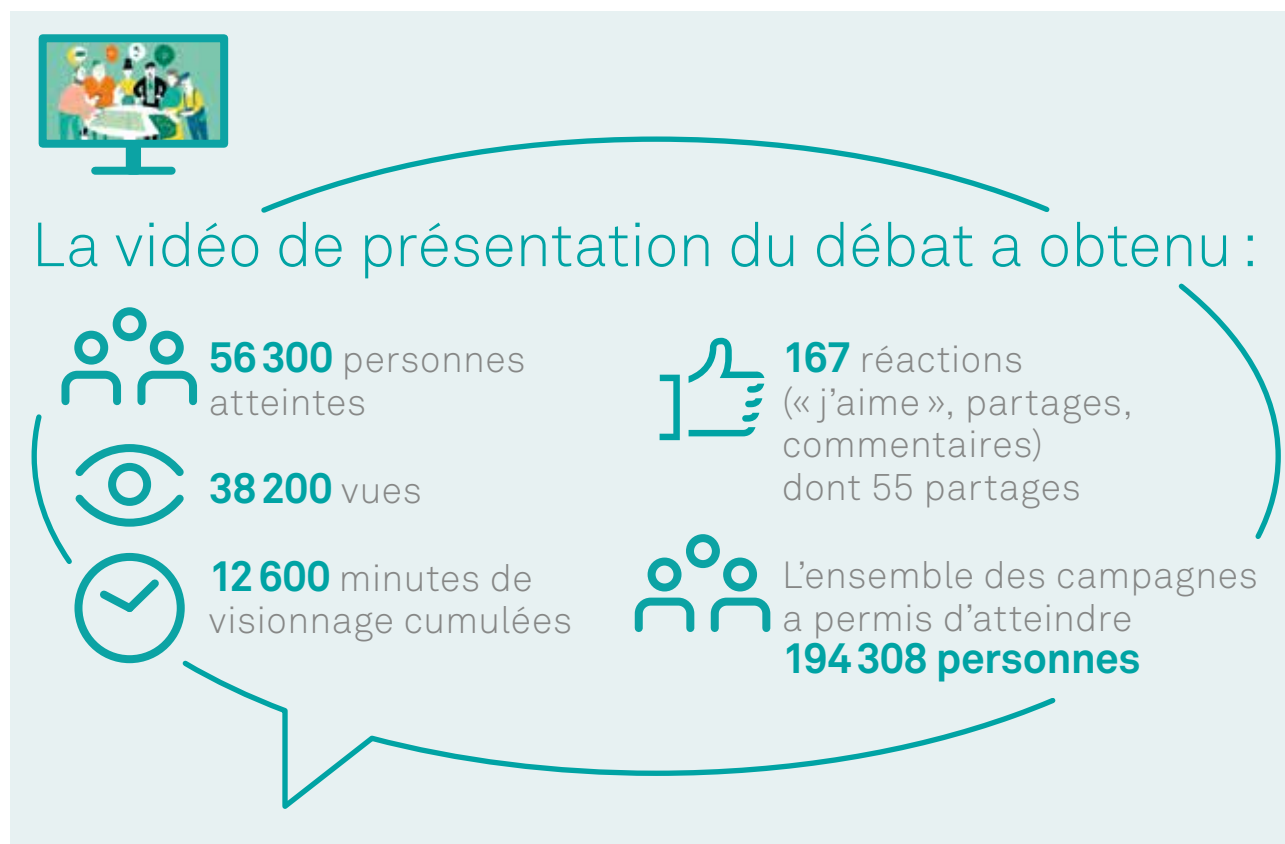 La vidéo de présentation du débat a obtenu :
56 300 personnes
atteintes
38 200 vues
12 600 minutes de
visionnage cumulées
167 réactions
(« j’aime », partages,
commentaires)
dont 55 partages
L’ensemble des campagnes
a permis d’atteindre
194 308 personnes